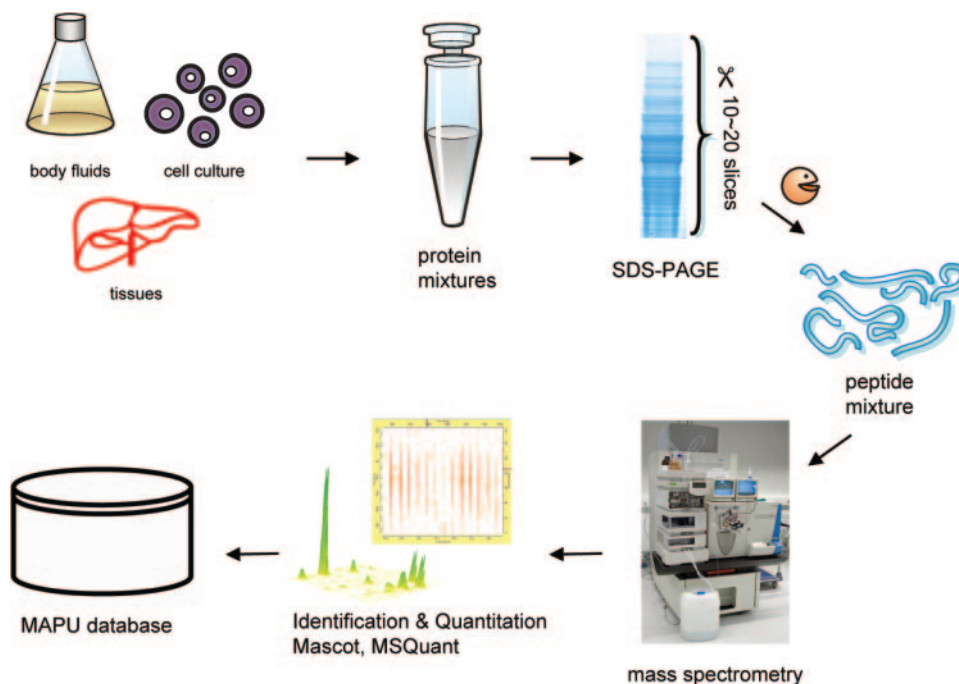 body fluids
cell culture
tissues
protein
mixtures
10~20 slices
SDS-PAGE
peptide
mixture
mass spectrometry
Identification & Quantitation
Mascot, MSQuant
MAPU database